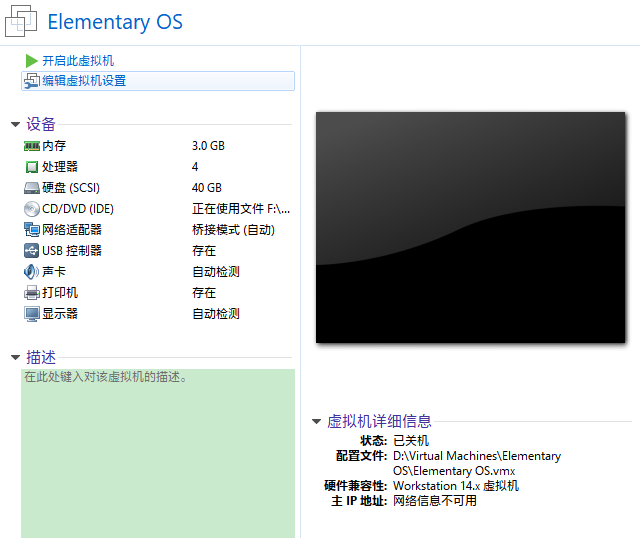 Elementary OS
开启此虚拟机
编辑虚拟机设置
设备
内存 3.0 GB
处理器 4
硬盘 (SCSI) 40 GB
CD/DVD (IDE) 正在使用文件 F:\...
网络适配器 桥接模式 (自动)
USB 控制器 存在
声卡 自动检测
打印机 存在
显示器 自动检测
描述
在此处键入对该虚拟机的描述。
虚拟机详细信息
状态: 已关机
配置文件: D:\Virtual Machines\Elementary
OS\Elementary OS.vmx
硬件兼容性: Workstation 14.x 虚拟机
主 IP 地址: 网络信息不可用